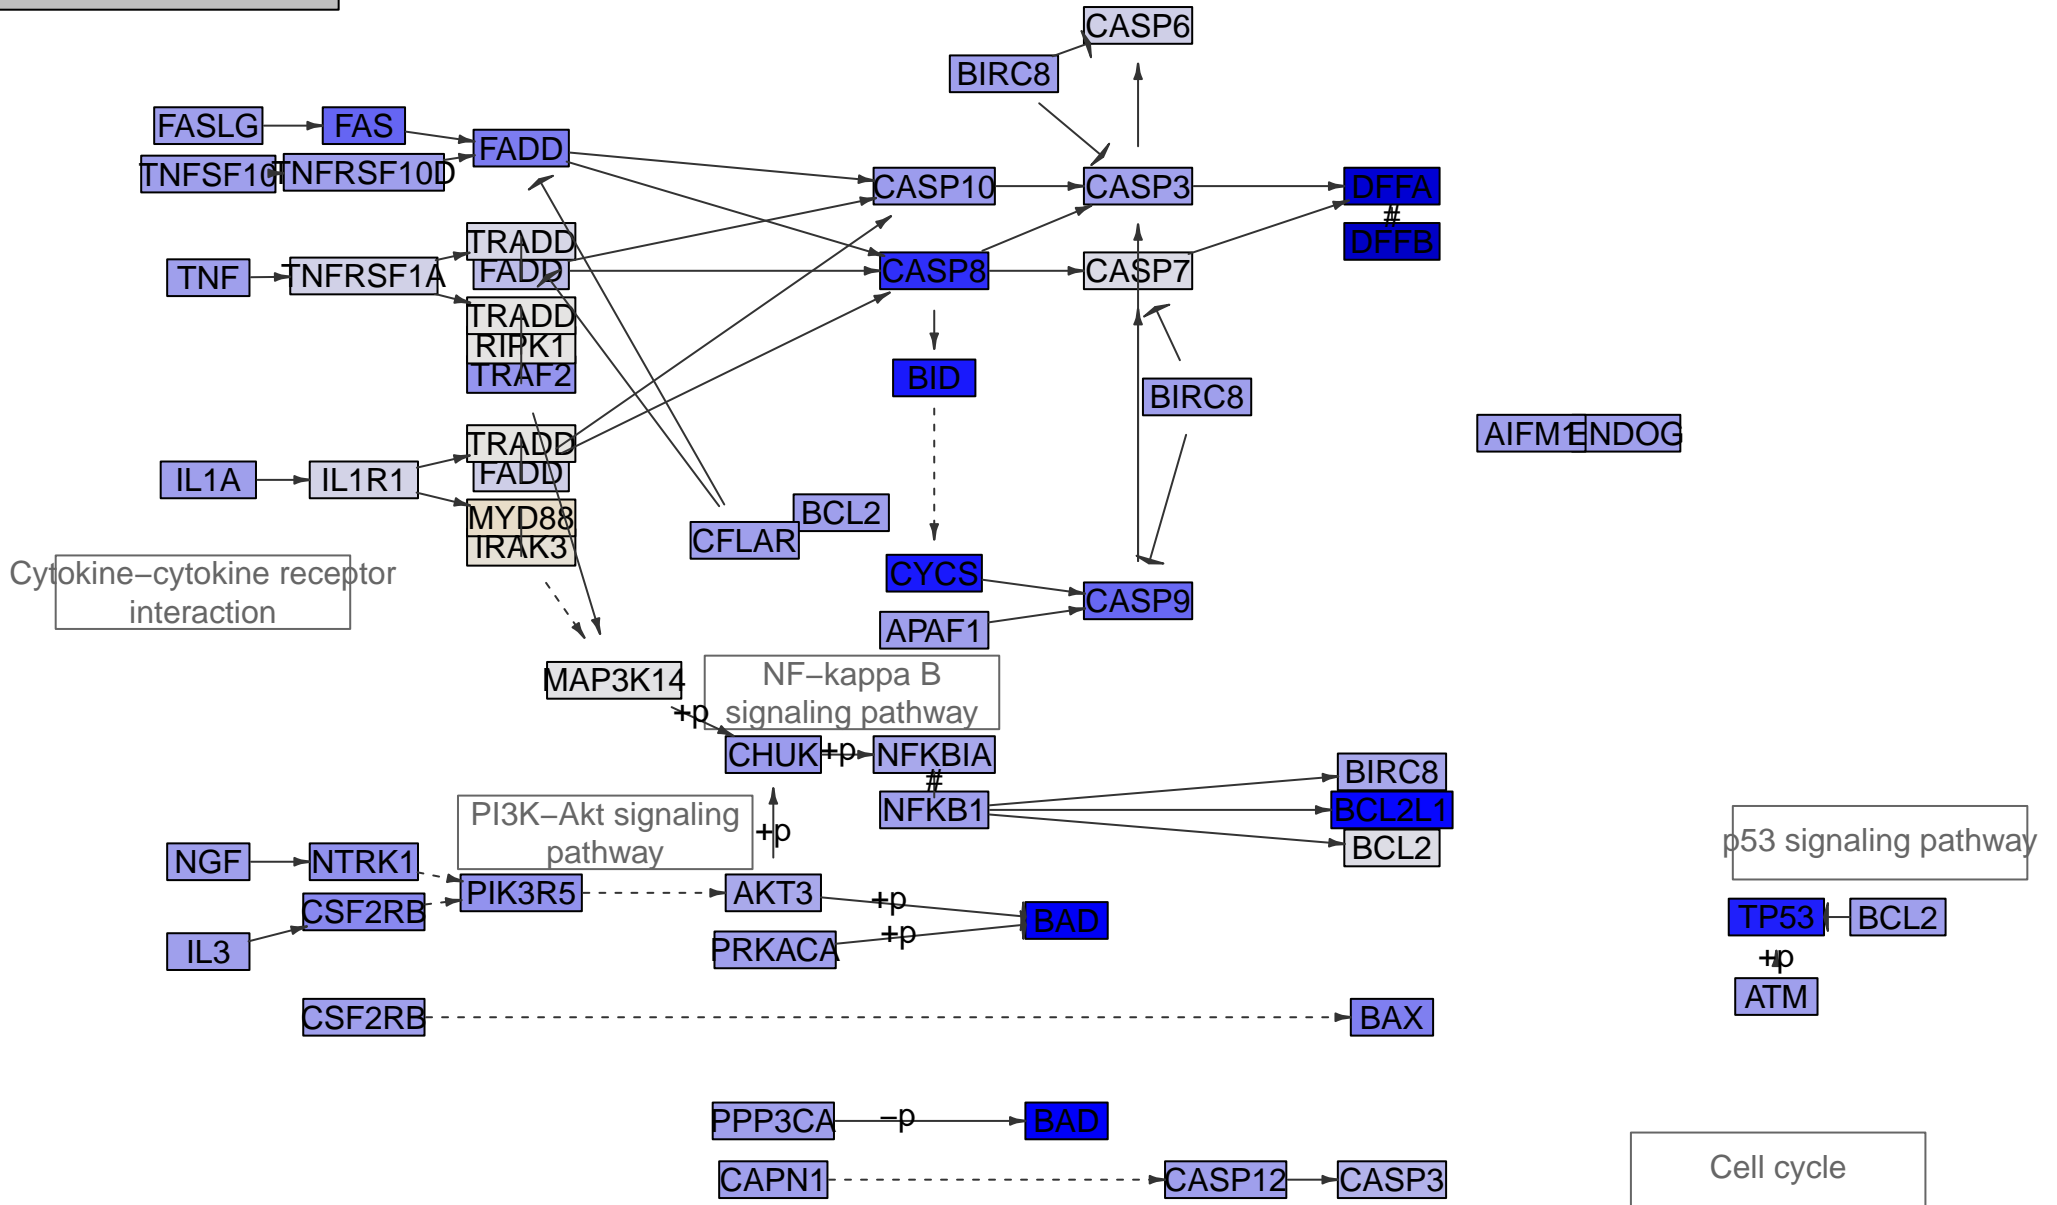 CASP6
BIRC8
FASLG
FAS
FADD
TNFSF10
TNFRSF10D
CASP10
CASP3
DFFA
#
DFFB
TRADD
FADD
TNF
TNFRSF1A
CASP8
CASP7
TRADD
RIPK1
TRAF2
BID
BIRC8
TRADD
FADD
AIFM1
ENDOG
IL1A
IL1R1
MYD88
IRAK3
BCL2
CFLAR
Cytokine−cytokine receptor
interaction
CYCS
CASP9
APAF1
MAP3K14
NF−kappa B
signaling pathway
+p
CHUK
+p
NFKBIA
#
NFKB1
BIRC8
BCL2L1
BCL2
PI3K−Akt signaling
pathway
+p
p53 signaling pathway
NGF
NTRK1
PIK3R5
AKT3
+p
CSF2RB
BAD
TP53
BCL2
IL3
PRKACA
+p
+p
ATM
CSF2RB
BAX
PPP3CA
−p
BAD
CAPN1
CASP12
CASP3
Cell cycle